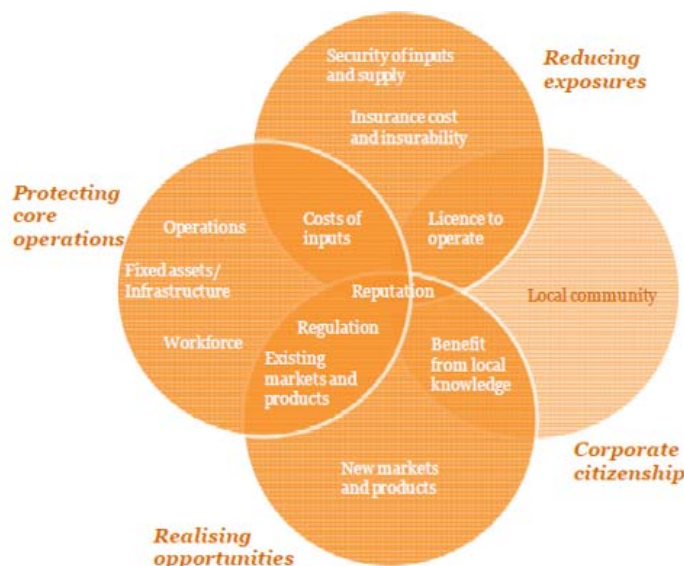 Security of inputs
and supply
Reducing
exposures
Insurance cost
and insurability
Protecting
core
operations
Operations
Costs of
inputs
Licence to
operate
Fixed assets/
Infrastructure
Reputation
Local community
Regulation
Workforce
Existing
markets and
products
Benefit
from local
knowledge
New markets
and products
Corporate
citizenship
Realising
opportunities